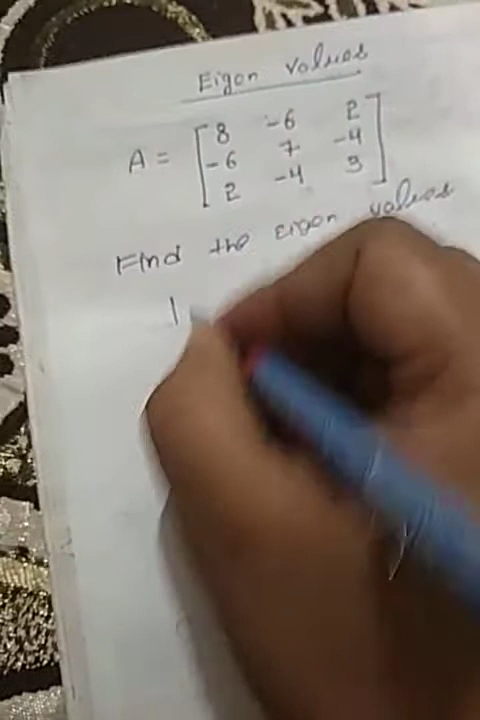 Eigen values
A = [ 8 -6 2
-6 7 -4
2 -4 3 ]
Find the eigen values
|